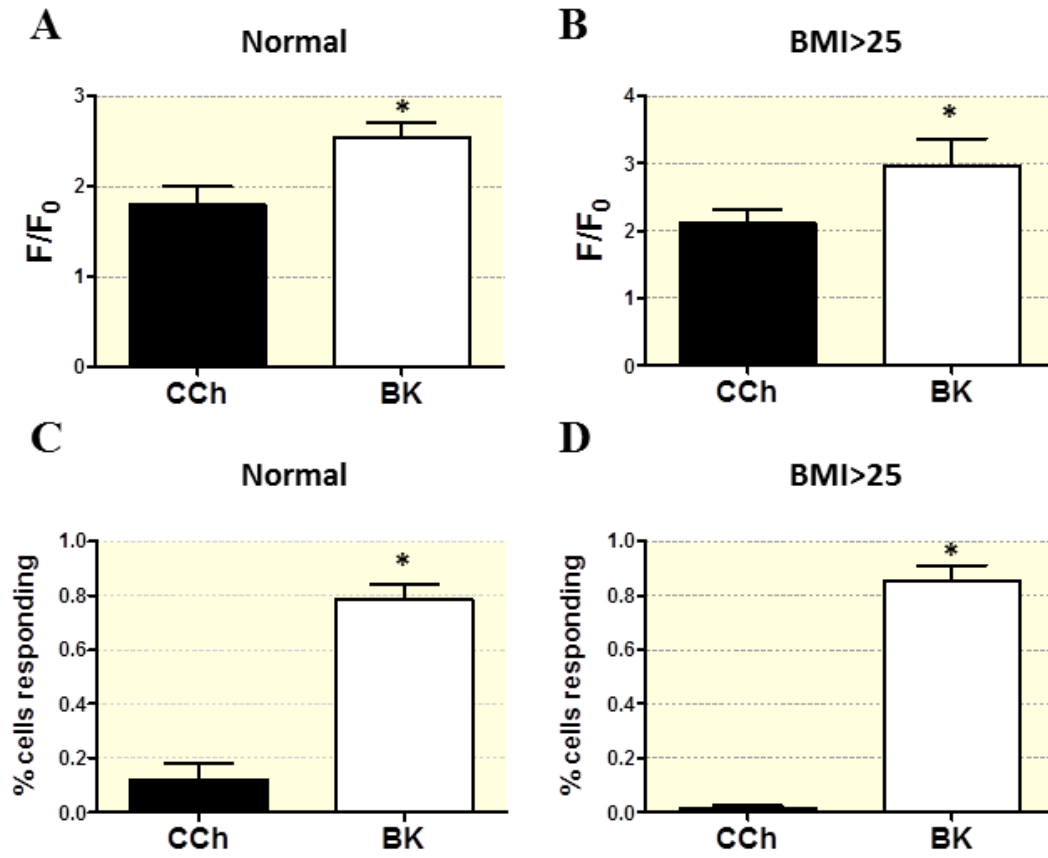 A
Normal
3
2
1
0
F/F₀
*
CCh
BK
B
BMI>25
4
3
2
1
0
F/F₀
*
CCh
BK
C
Normal
1.0
0.8
0.6
0.4
0.2
0.0
% cells responding
*
CCh
BK
D
BMI>25
1.0
0.8
0.6
0.4
0.2
0.0
% cells responding
*
CCh
BK